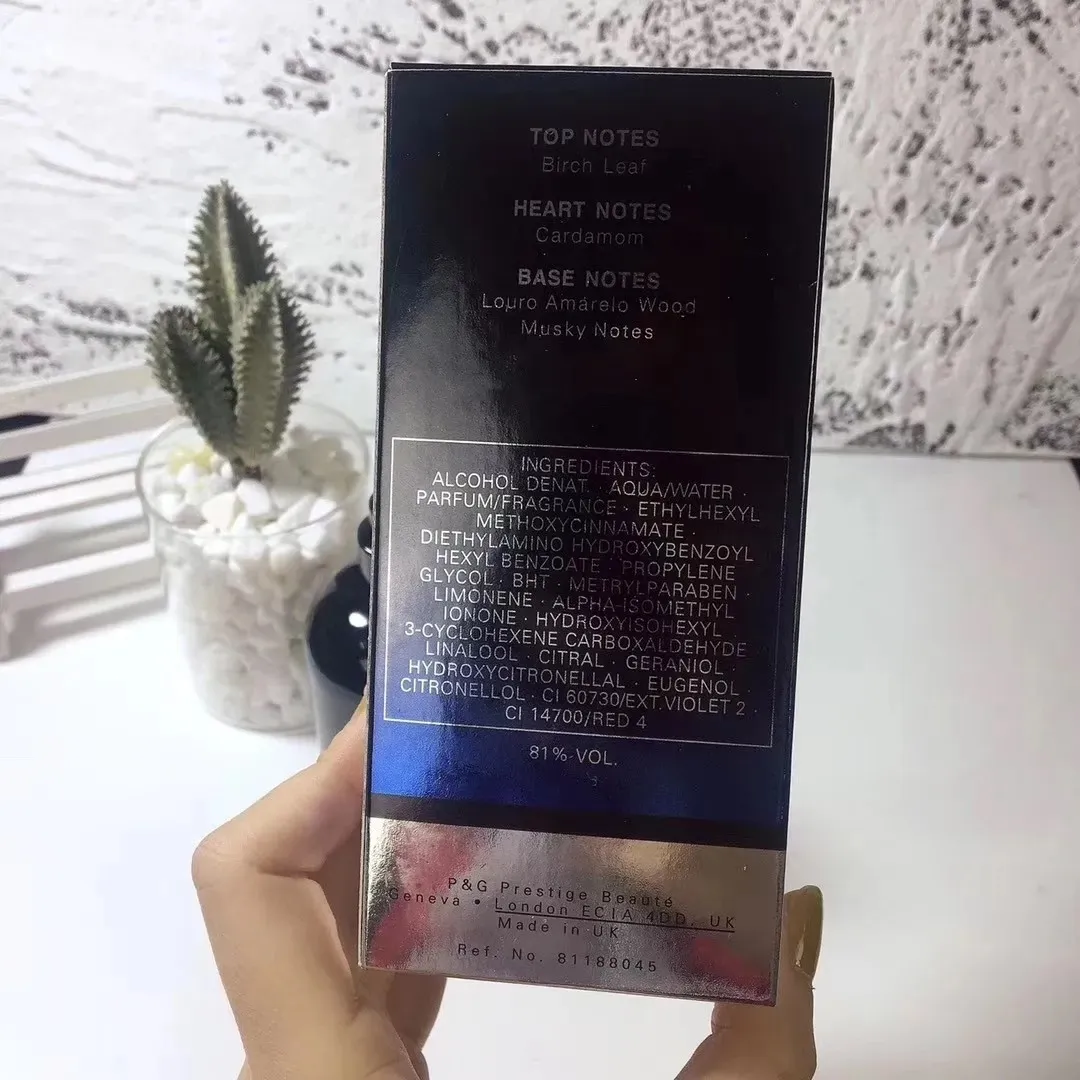 TOP NOTES
Birch Leaf
HEART NOTES
Cardamom
BASE NOTES
Louro Amarelo Wood
Musky Notes
INGREDIENTS:
ALCOHOL DENAT. · AQUA/WATER ·
PARFUM/FRAGRANCE · ETHYLHEXYL
METHOXYCINNAMATE ·
DIETHYLAMINO HYDROXYBENZOYL
HEXYL BENZOATE · PROPYLENE
GLYCOL · BHT · METRYLPARABEN ·
LIMONENE · ALPHA-ISOMETHYL
IONONE · HYDROXYISOHEXYL
3-CYCLOHEXENE CARBOXALDEHYDE
LINALOOL · CITRAL · GERANIOL ·
HYDROXYCITRONELLAL · EUGENOL ·
CITRONELLOL · CI 60730/EXT.VIOLET 2 ·
CI 14700/RED 4
81%-VOL.
P&G Prestige Beauté
Geneva • London EC1A 4DD, UK
Made in UK
Ref. No. 81188045